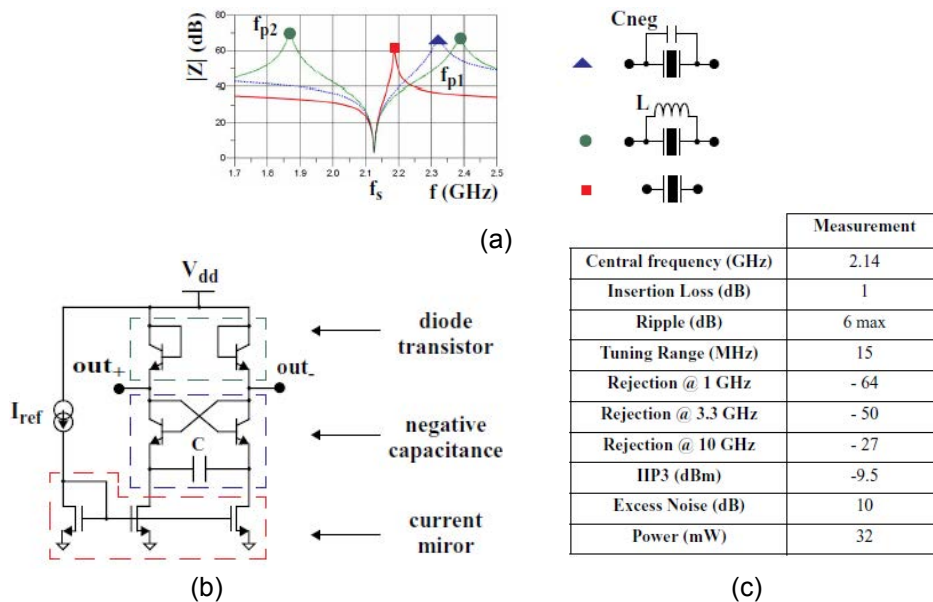 |Z| (dB)
80
60
40
20
0
f_p2
f_p1
1.7 1.8 1.9 2.0 2.1 2.2 2.3 2.4 2.5
f_s
f (GHz)
Cneg
L
(a)
V_dd
out_+
out_-
I_ref
C
diode
transistor
negative
capacitance
current
miror
(b)
Measurement
Central frequency (GHz) 2.14
Insertion Loss (dB) 1
Ripple (dB) 6 max
Tuning Range (MHz) 15
Rejection @ 1 GHz - 64
Rejection @ 3.3 GHz - 50
Rejection @ 10 GHz - 27
IIP3 (dBm) -9.5
Excess Noise (dB) 10
Power (mW) 32
(c)